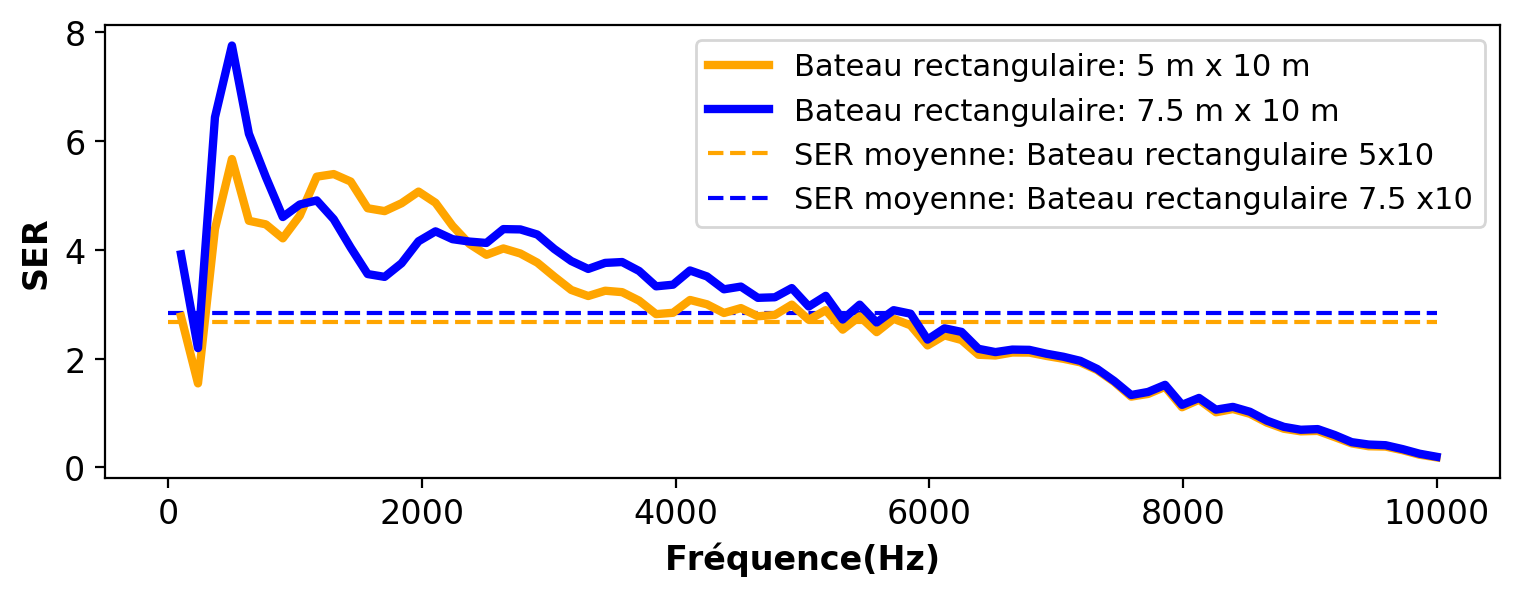 8
6
4
2
0
SER
Bateau rectangulaire: 5 m x 10 m
Bateau rectangulaire: 7.5 m x 10 m
SER moyenne: Bateau rectangulaire 5x10
SER moyenne: Bateau rectangulaire 7.5 x10
0 2000 4000 6000 8000 10000
Fréquence(Hz)